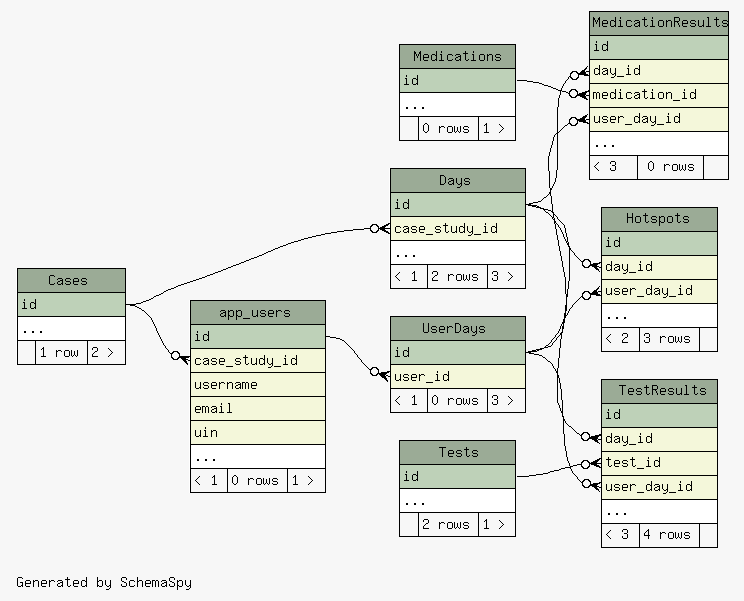 MedicationResults
id
day_id
medication_id
user_day_id
...
< 3 0 rows
Medications
id
...
0 rows 1 >
Days
id
case_study_id
...
< 1 2 rows 3 >
Hotspots
id
day_id
user_day_id
...
< 2 3 rows
Cases
id
...
1 row 2 >
app_users
id
case_study_id
username
email
uin
...
< 1 0 rows 1 >
UserDays
id
user_id
< 1 0 rows 3 >
TestResults
id
day_id
test_id
user_day_id
...
< 3 4 rows
Tests
id
...
2 rows 1 >
Generated by SchemaSpy